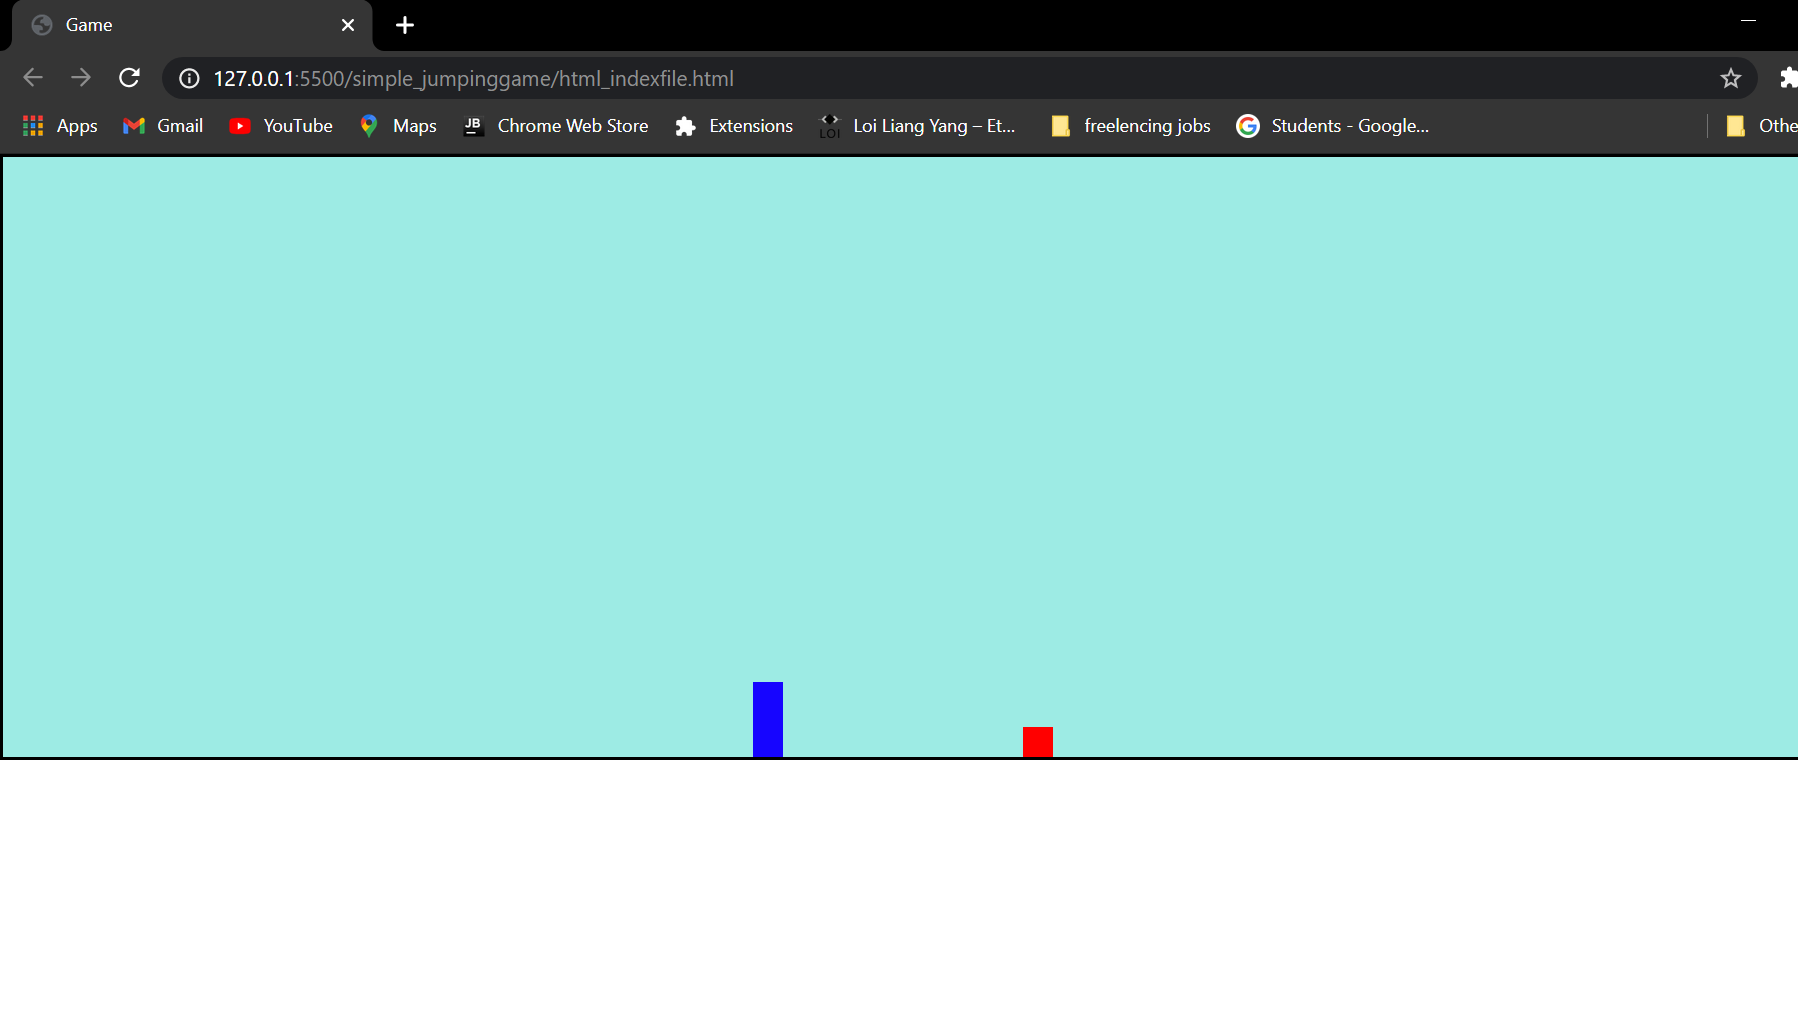 Game
127.0.0.1:5500/simple_jumpinggame/html_indexfile.html
Apps Gmail YouTube Maps JB Chrome Web Store Extensions LOI Loi Liang Yang – Et... freelencing jobs Students - Google... Othe